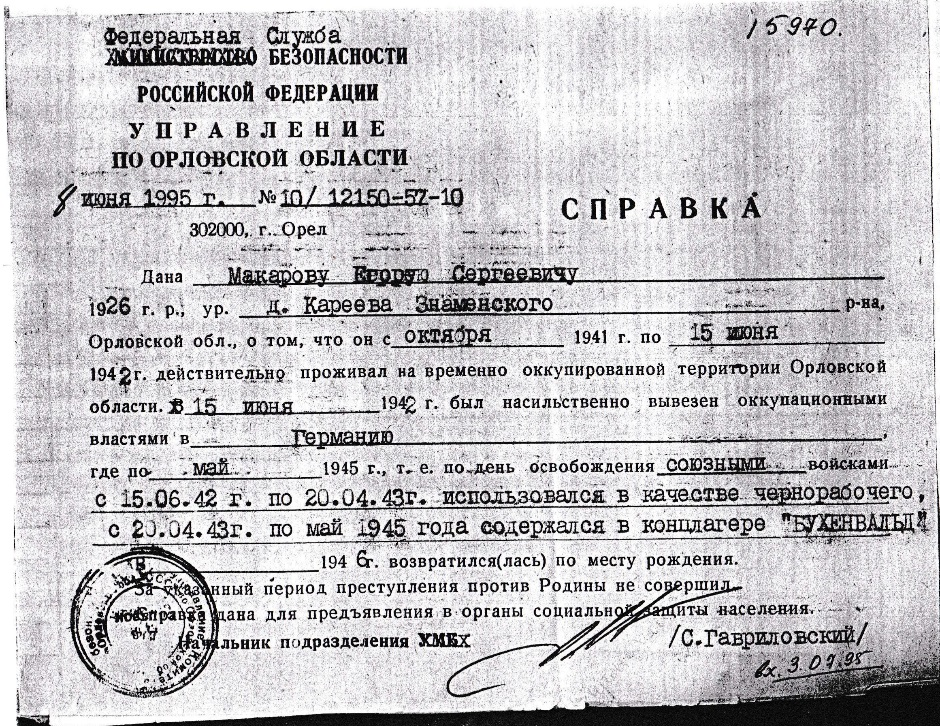 15970.
Федеральная Служба
МИНИСТЕРСТВО БЕЗОПАСНОСТИ
РОССИЙСКОЙ ФЕДЕРАЦИИ
УПРАВЛЕНИЕ
ПО ОРЛОВСКОЙ ОБЛАСТИ
8 июня 1995 г. № 10/ 12150-57-10
СПРАВКА
302000, г. Орел
Дана Макарову Егорую Сергеевичу
1926 г. р., ур. д. Кареева Знаменского р-на,
Орловской обл., о том, что он с октября 1941 г. по 15 июня
1942 г. действительно проживал на временно оккупированной территории Орловской
области. В 15 июня 1942 г. был насильственно вывезен оккупационными
властями в Германию,
где по май 1945 г., т. е. по день освобождения союзными войсками
с 15.06.42 г. по 20.04.43г. использовался в качестве чернорабочего,
с 20.04.43г. по май 1945 года содержался в концлагере "БУХЕНВАЛЬД"
В 1946г. возвратился(лась) по месту рождения.
За указанный период преступления против Родины не совершил.
Справка дана для предъявления в органы социальной защиты населения.
Начальник подразделения
/С.Гавриловский/
вх. 3.07.95